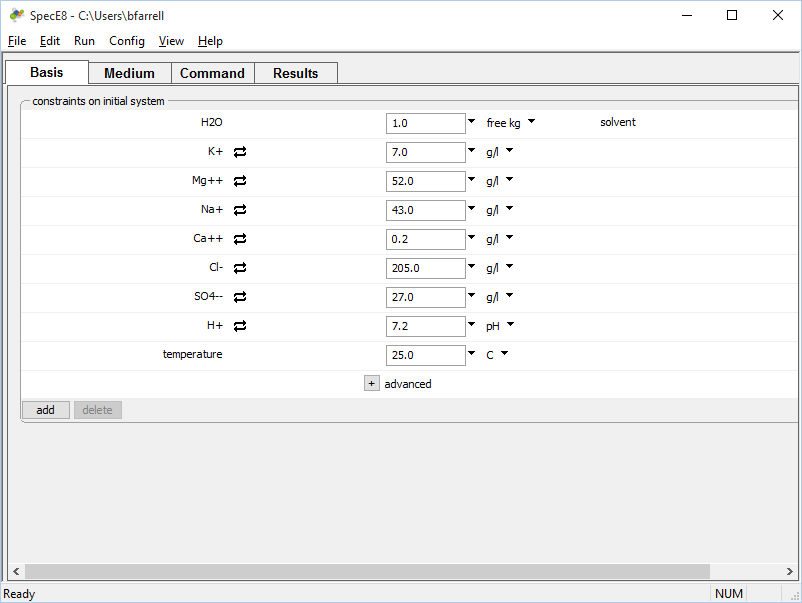 SpecE8 - C:\Users\bfarrell
File Edit Run Config View Help
Basis Medium Command Results
constraints on initial system
H2O 1.0 free kg solvent
K+ 7.0 g/l
Mg++ 52.0 g/l
Na+ 43.0 g/l
Ca++ 0.2 g/l
Cl- 205.0 g/l
SO4-- 27.0 g/l
H+ 7.2 pH
temperature 25.0 C
+ advanced
add delete
Ready NUM